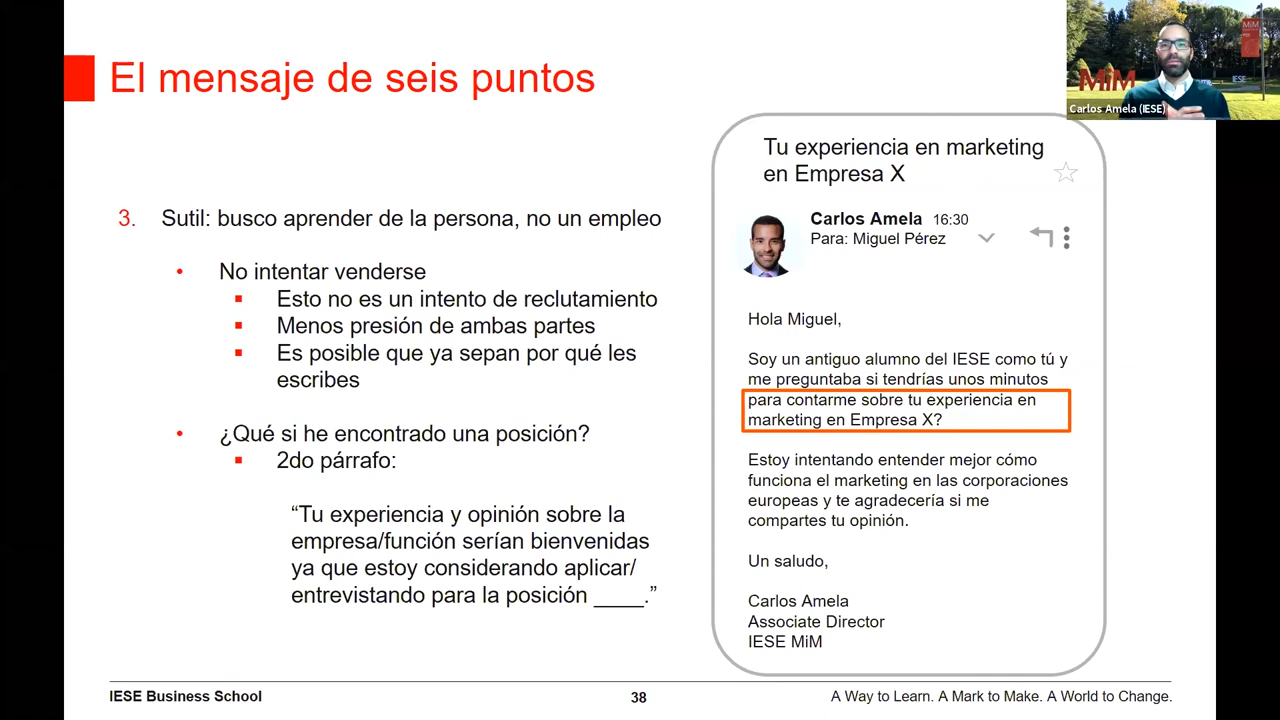 El mensaje de seis puntos
3. Sutil: busco aprender de la persona, no un empleo
• No intentar venderse
▪ Esto no es un intento de reclutamiento
▪ Menos presión de ambas partes
▪ Es posible que ya sepan por qué les
escribes
• ¿Qué si he encontrado una posición?
▪ 2do párrafo:
“Tu experiencia y opinión sobre la
empresa/función serían bienvenidas
ya que estoy considerando aplicar/
entrevistando para la posición ____.”
Tu experiencia en marketing
en Empresa X
Carlos Amela 16:30
Para: Miguel Pérez
Hola Miguel,
Soy un antiguo alumno del IESE como tú y
me preguntaba si tendrías unos minutos
para contarme sobre tu experiencia en
marketing en Empresa X?
Estoy intentando entender mejor cómo
funciona el marketing en las corporaciones
europeas y te agradecería si me
compartes tu opinión.
Un saludo,
Carlos Amela
Associate Director
IESE MiM
MiM
MiM
IESE
Carlos Amela (IESE)
IESE Business School
38
A Way to Learn. A Mark to Make. A World to Change.